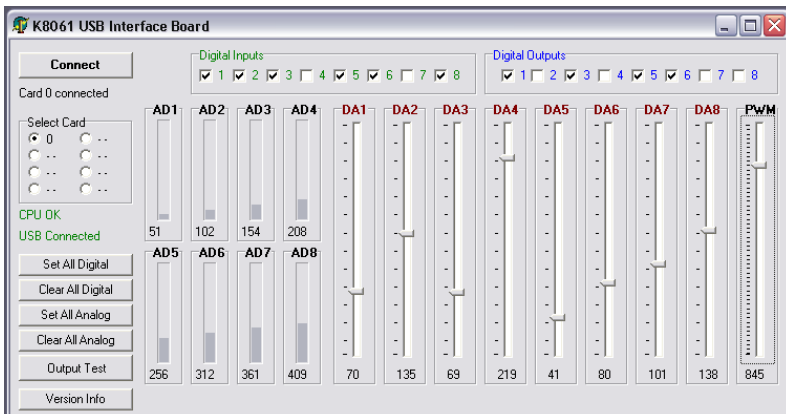 K8061 USB Interface Board
Connect
Card 0 connected
Select Card
0 --
-- --
-- --
-- --
CPU OK
USB Connected
Set All Digital
Clear All Digital
Set All Analog
Clear All Analog
Output Test
Version Info
Digital Inputs
1 2 3 4 5 6 7 8
Digital Outputs
1 2 3 4 5 6 7 8
AD1 AD2 AD3 AD4
51 102 154 208
AD5 AD6 AD7 AD8
256 312 361 409
DA1 DA2 DA3 DA4 DA5 DA6 DA7 DA8 PWM
70 135 69 219 41 80 101 138 845